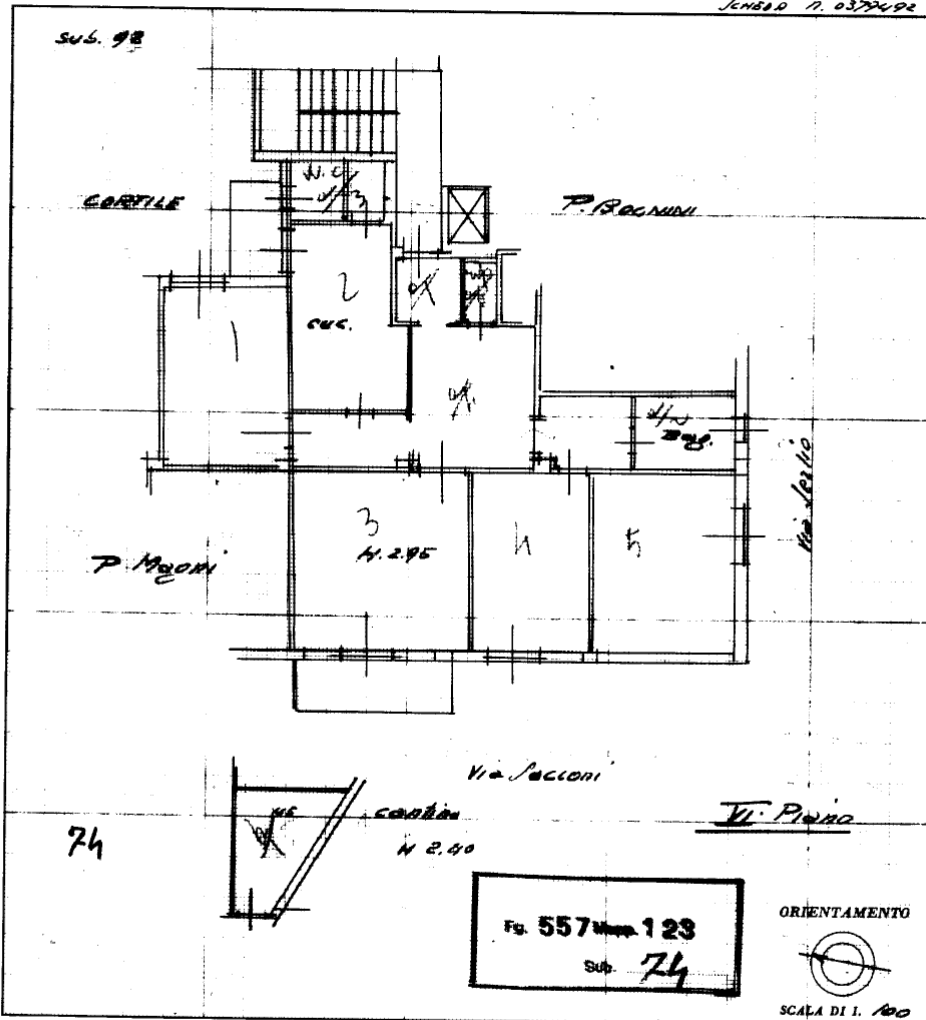 SCHEDA N. 0379492
Sub. 98
W.C.
CORTILE
P. BOGNINI
2
cuc.
1
Bag.
Via Serlio
3
H. 2.95
4
5
P. Magni
Via Sacconi
cantina
VI. Piano
74
H 2.40
Fg. 557 Mapp. 123
Sub. 74
ORIENTAMENTO
SCALA DI 1. 100